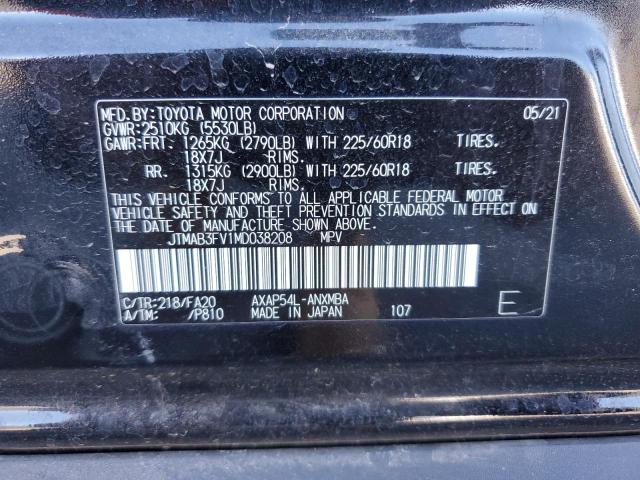 MFD.BY:TOYOTA MOTOR CORPORATION 05/21
GVWR:2510KG (5530LB)
GAWR:FRT. 1265KG (2790LB) WITH 225/60R18 TIRES.
18X7J RIMS.
RR. 1315KG (2900LB) WITH 225/60R18 TIRES.
18X7J RIMS.
THIS VEHICLE CONFORMS TO ALL APPLICABLE FEDERAL MOTOR
VEHICLE SAFETY AND THEFT PREVENTION STANDARDS IN EFFECT ON
THE DATE OF MANUFACTURE SHOWN ABOVE.
JTMAB3FV1MD038208 MPV
C/TR:218/FA20 AXAP54L-ANXMBA
A/TM: /P810 MADE IN JAPAN 107 E